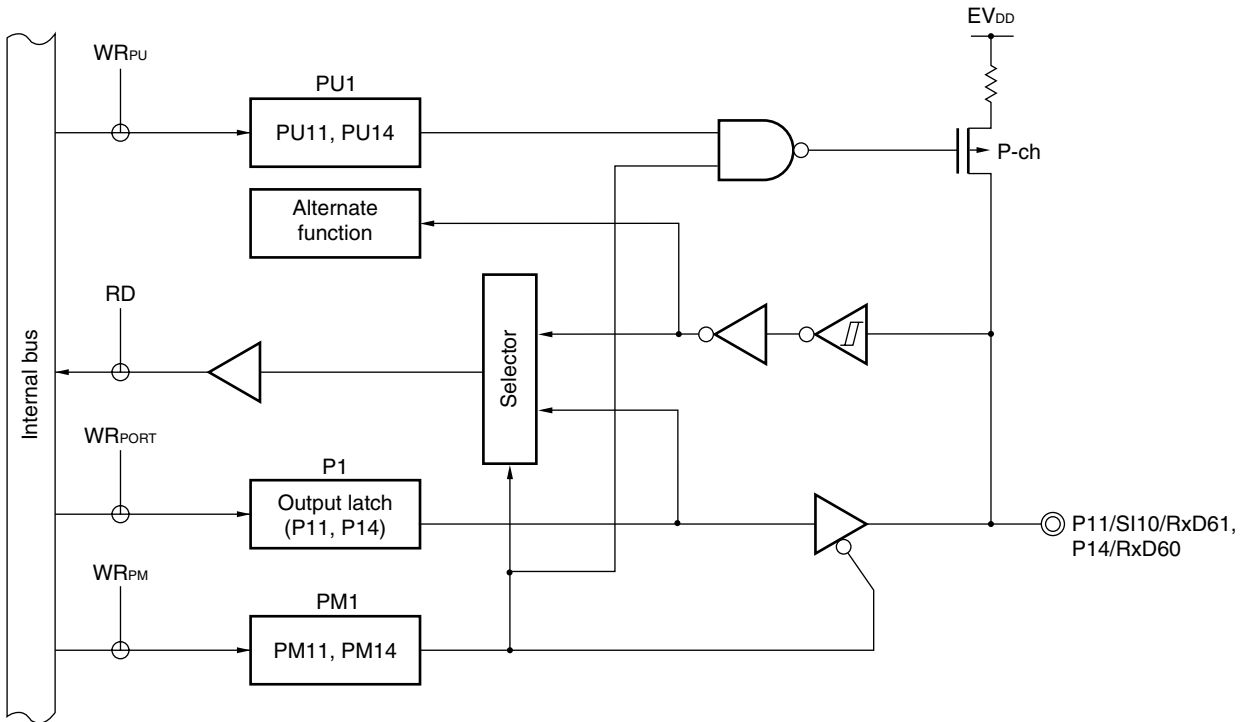 EVDD
WRPU
PU1
PU11, PU14
P-ch
Alternate
function
RD
Selector
Internal bus
WRPORT
P1
Output latch
(P11, P14)
P11/SI10/RxD61,
P14/RxD60
WRPM
PM1
PM11, PM14